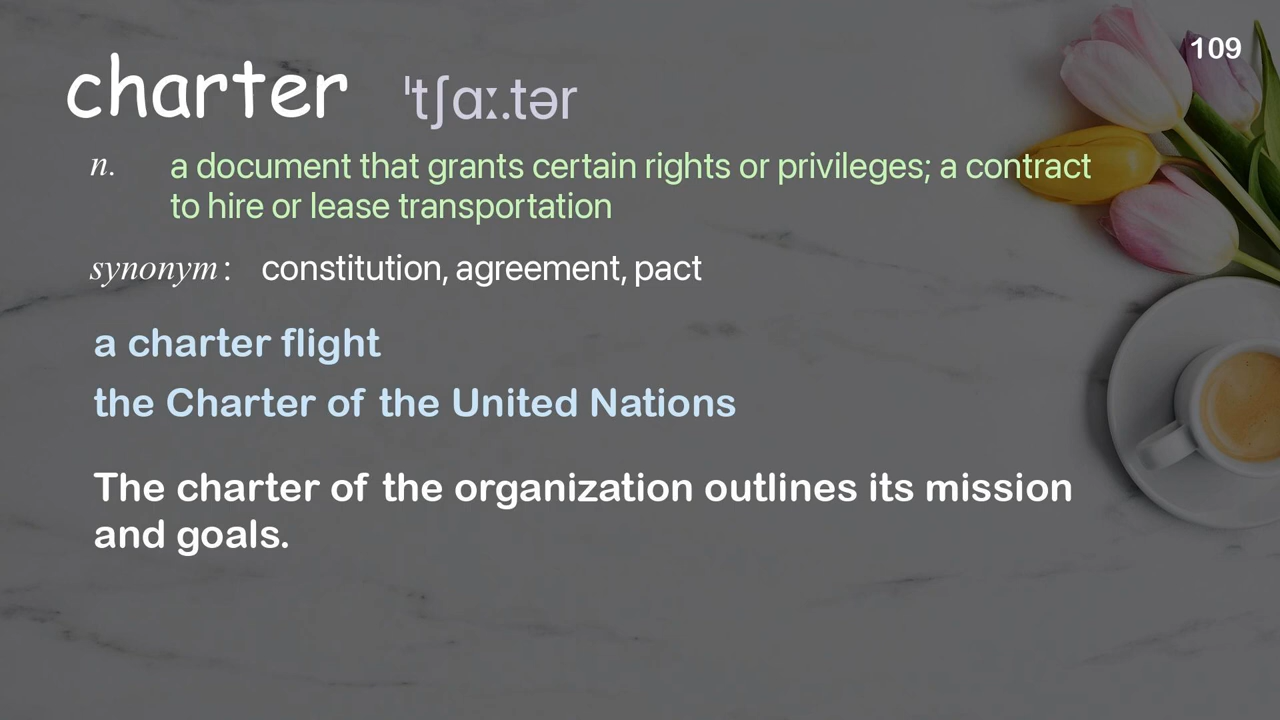 109
charter ˈtʃɑː.tər
n. a document that grants certain rights or privileges; a contract
to hire or lease transportation
synonym: constitution, agreement, pact
a charter flight
the Charter of the United Nations
The charter of the organization outlines its mission
and goals.